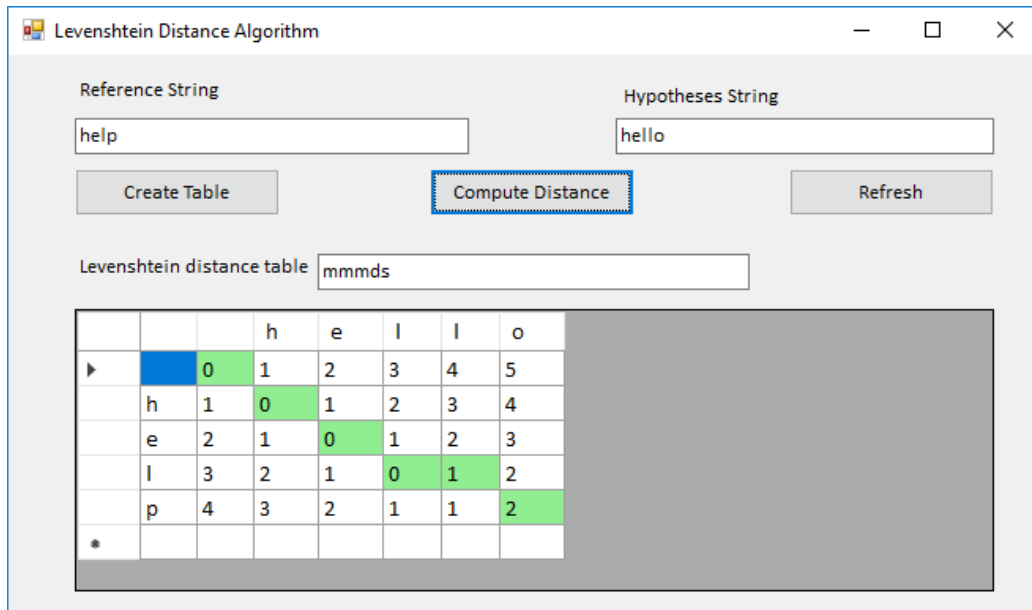 Levenshtein Distance Algorithm
Reference String Hypotheses String
help hello
Create Table Compute Distance Refresh
Levenshtein distance table mmmds
h e l l o
0 1 2 3 4 5
h 1 0 1 2 3 4
e 2 1 0 1 2 3
l 3 2 1 0 1 2
p 4 3 2 1 1 2